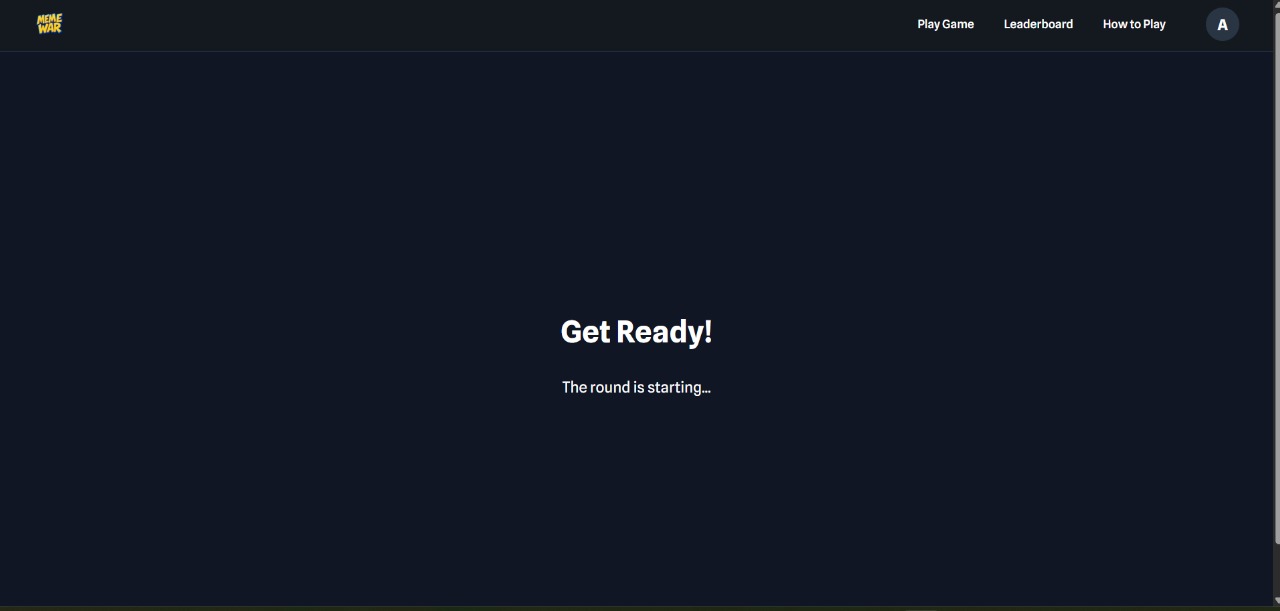 MEME
WAR
Play Game
Leaderboard
How to Play
A
Get Ready!
The round is starting...